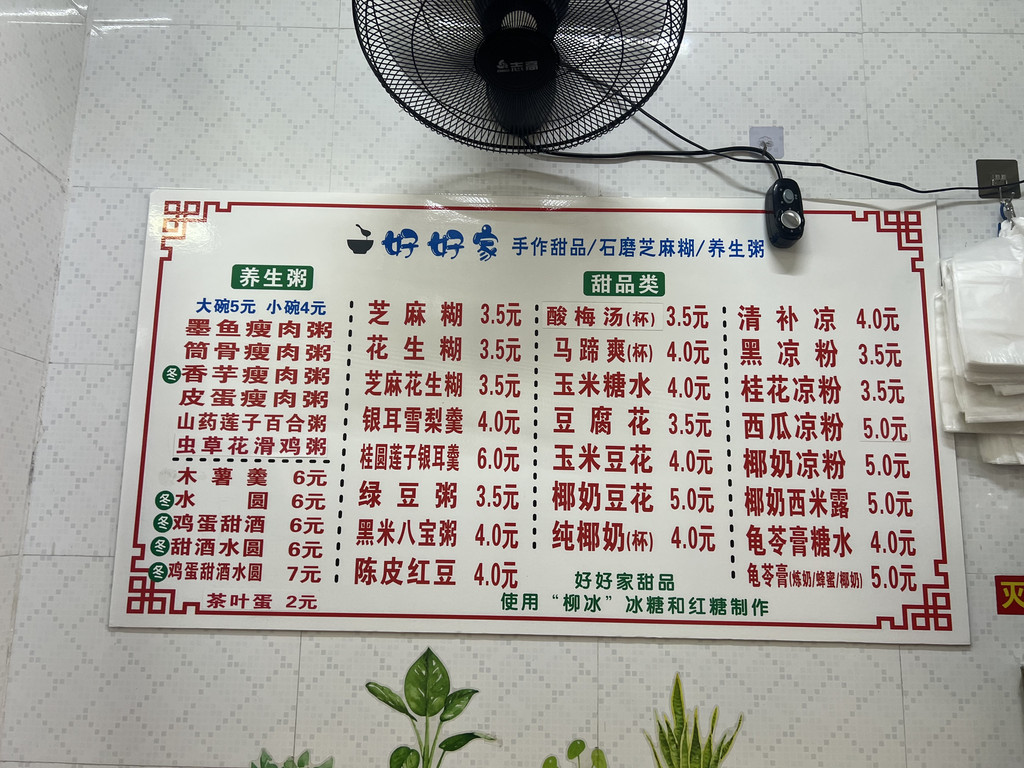 志高
好好家 手作甜品/石磨芝麻糊/养生粥
养生粥
大碗5元 小碗4元
墨鱼瘦肉粥
筒骨瘦肉粥
冬 香芋瘦肉粥
皮蛋瘦肉粥
山药莲子百合粥
虫草花滑鸡粥
木薯羹 6元
冬 水圆 6元
冬 鸡蛋甜酒 6元
冬 甜酒水圆 6元
冬 鸡蛋甜酒水圆 7元
茶叶蛋 2元
甜品类
芝麻糊 3.5元
花生糊 3.5元
芝麻花生糊 3.5元
银耳雪梨羹 4.0元
桂圆莲子银耳羹 6.0元
绿豆粥 3.5元
黑米八宝粥 4.0元
陈皮红豆 4.0元
酸梅汤(杯) 3.5元
马蹄爽(杯) 4.0元
玉米糖水 4.0元
豆腐花 3.5元
玉米豆花 4.0元
椰奶豆花 5.0元
纯椰奶(杯) 4.0元
清补凉 4.0元
黑凉粉 3.5元
桂花凉粉 3.5元
西瓜凉粉 5.0元
椰奶凉粉 5.0元
椰奶西米露 5.0元
龟苓膏糖水 4.0元
龟苓膏(炼奶/蜂蜜/椰奶) 5.0元
好好家甜品
使用“柳冰”冰糖和红糖制作
灭